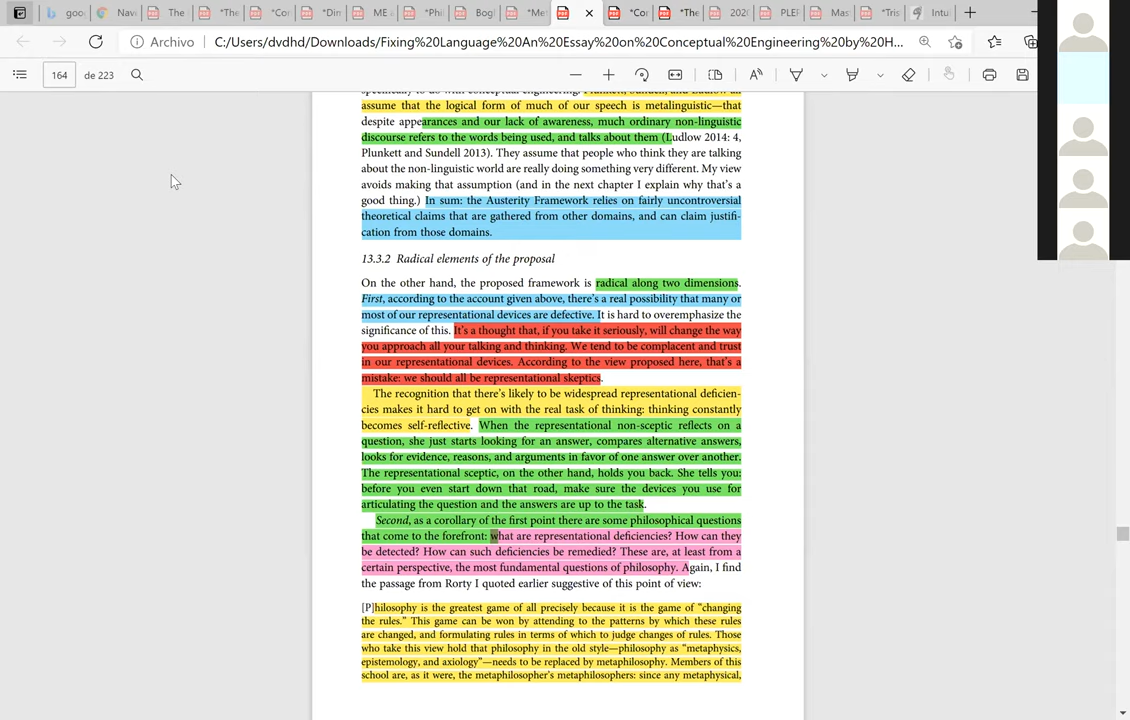 goo
Nav
The
*The
*Cor
*Dim
ME a
*Phi
Bogl
*Met
*Cor
*The
2020
PLEF
Mas
*Tris
Intu
Archivo
C:/Users/dvdhd/Downloads/Fixing%20Language%20An%20Essay%20on%20Conceptual%20Engineering%20by%20H...
164
de 223
assume that the logical form of much of our speech is metalinguistic—that
despite appearances and our lack of awareness, much ordinary non-linguistic
discourse refers to the words being used, and talks about them (Ludlow 2014: 4,
Plunkett and Sundell 2013). They assume that people who think they are talking
about the non-linguistic world are really doing something very different. My view
avoids making that assumption (and in the next chapter I explain why that's a
good thing.) In sum: the Austerity Framework relies on fairly uncontroversial
theoretical claims that are gathered from other domains, and can claim justifi-
cation from those domains.
13.3.2 Radical elements of the proposal
On the other hand, the proposed framework is radical along two dimensions.
First, according to the account given above, there's a real possibility that many or
most of our representational devices are defective. It is hard to overemphasize the
significance of this. It's a thought that, if you take it seriously, will change the way
you approach all your talking and thinking. We tend to be complacent and trust
in our representational devices. According to the view proposed here, that's a
mistake: we should all be representational skeptics.
The recognition that there's likely to be widespread representational deficien-
cies makes it hard to get on with the real task of thinking: thinking constantly
becomes self-reflective. When the representational non-sceptic reflects on a
question, she just starts looking for an answer, compares alternative answers,
looks for evidence, reasons, and arguments in favor of one answer over another.
The representational sceptic, on the other hand, holds you back. She tells you:
before you even start down that road, make sure the devices you use for
articulating the question and the answers are up to the task.
Second, as a corollary of the first point there are some philosophical questions
that come to the forefront: what are representational deficiencies? How can they
be detected? How can such deficiencies be remedied? These are, at least from a
certain perspective, the most fundamental questions of philosophy. Again, I find
the passage from Rorty I quoted earlier suggestive of this point of view:
[P]hilosophy is the greatest game of all precisely because it is the game of “changing
the rules.” This game can be won by attending to the patterns by which these rules
are changed, and formulating rules in terms of which to judge changes of rules. Those
who take this view hold that philosophy in the old style—philosophy as “metaphysics,
epistemology, and axiology”—needs to be replaced by metaphilosophy. Members of this
school are, as it were, the metaphilosopher's metaphilosophers: since any metaphysical,